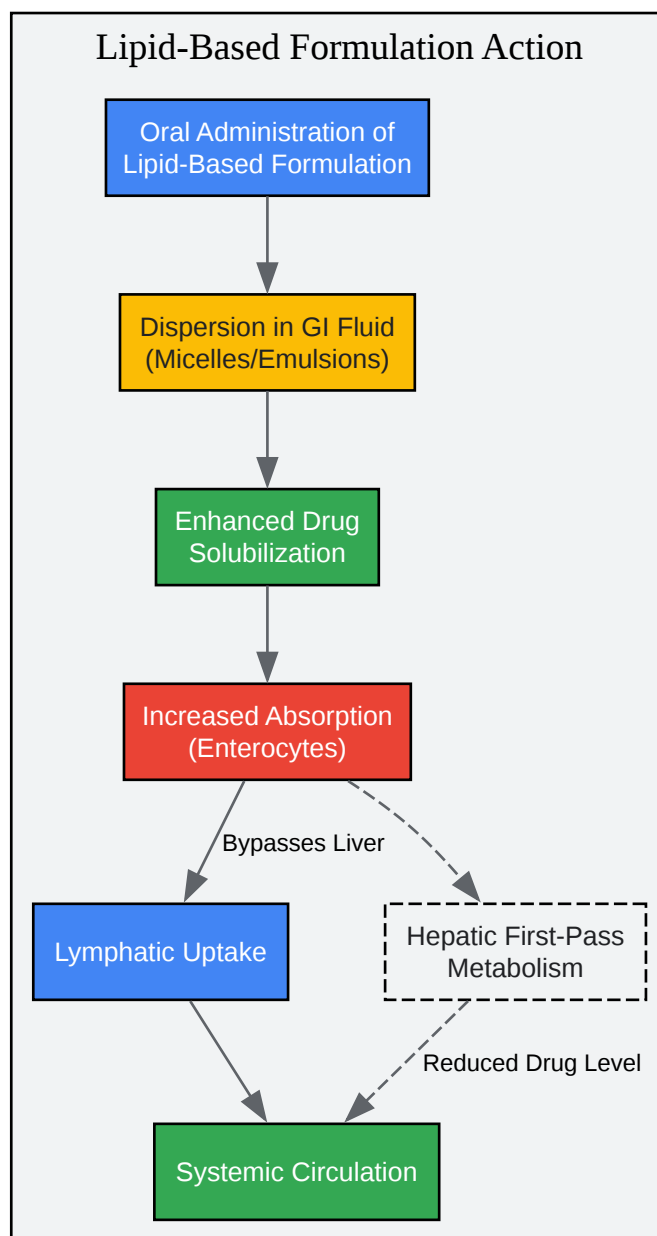 Lipid-Based Formulation Action
Oral Administration of
Lipid-Based Formulation
Dispersion in GI Fluid
(Micelles/Emulsions)
Enhanced Drug
Solubilization
Increased Absorption
(Enterocytes)
Bypasses Liver
Lymphatic Uptake
Hepatic First-Pass
Metabolism
Reduced Drug Level
Systemic Circulation